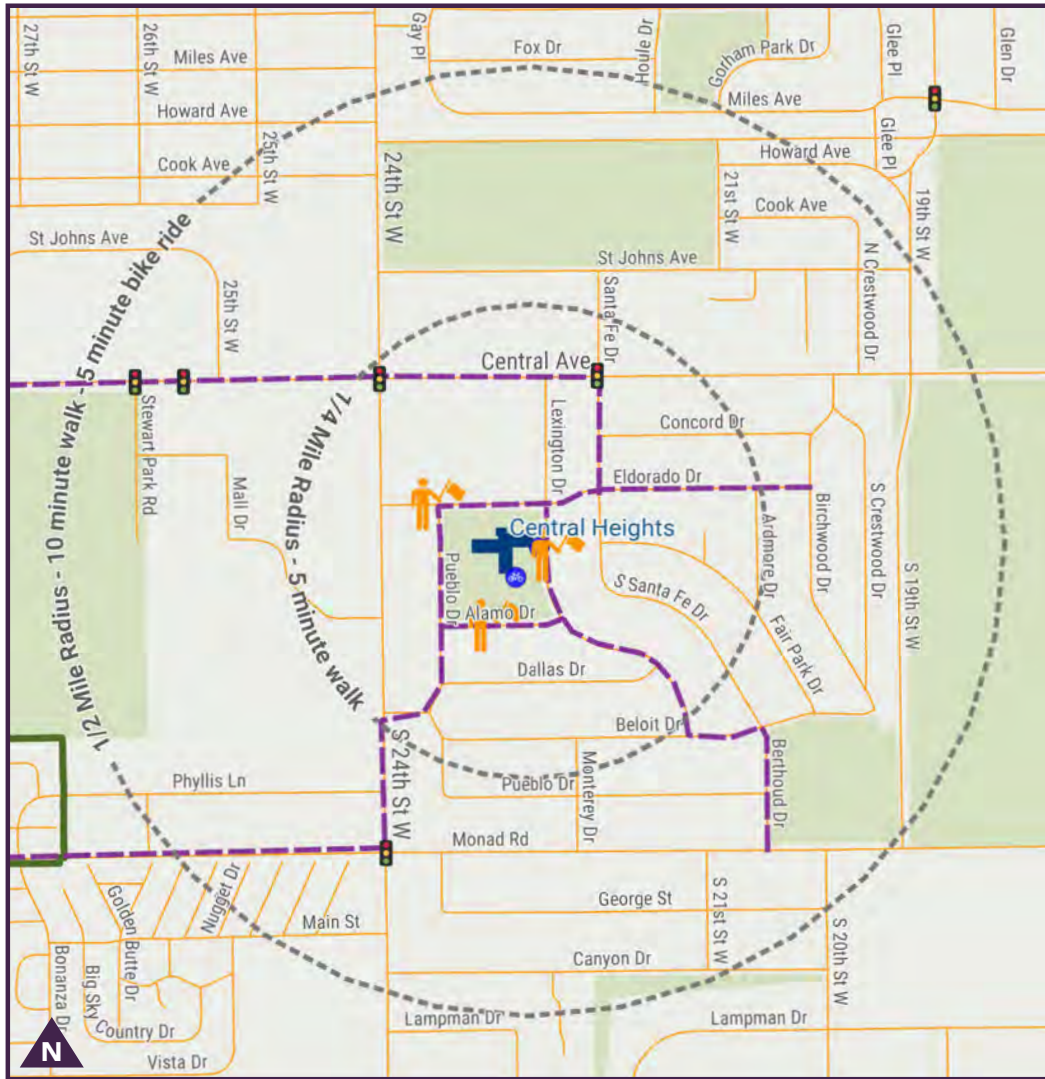 27th St W
26th St W
Miles Ave
Gay Pl
Fox Dr
Heinle Dr
Gorham Park Dr
Glee Pl
Glen Dr
Howard Ave
25th St W
Miles Ave
Cook Ave
24th St W
Howard Ave
Glee Pl
21st St W
19th St W
Cook Ave
St Johns Ave
25th St W
St Johns Ave
Santa Fe Dr
N Crestwood Dr
1/2 Mile Radius - 10 minute walk - 5 minute bike ride
Central Ave
1/4 Mile Radius - 5 minute walk
Stewart Park Rd
Lexington Dr
Concord Dr
Mall Dr
Eldorado Dr
Central Heights
Ardmore Dr
Birchwood Dr
S Crestwood Dr
S 19th St W
Pueblo Dr
Alamo Dr
S Santa Fe Dr
Fair Park Dr
Dallas Dr
Beloit Dr
S 24th St W
Phyllis Ln
Pueblo Dr
Monterey Dr
Berthoud Dr
Monad Rd
Nugget Dr
Golden Butte Dr
Main St
George St
S 21st St W
S 20th St W
Bonanza Dr
Big Sky Country Dr
Canyon Dr
Lampman Dr
Lampman Dr
Vista Dr
N